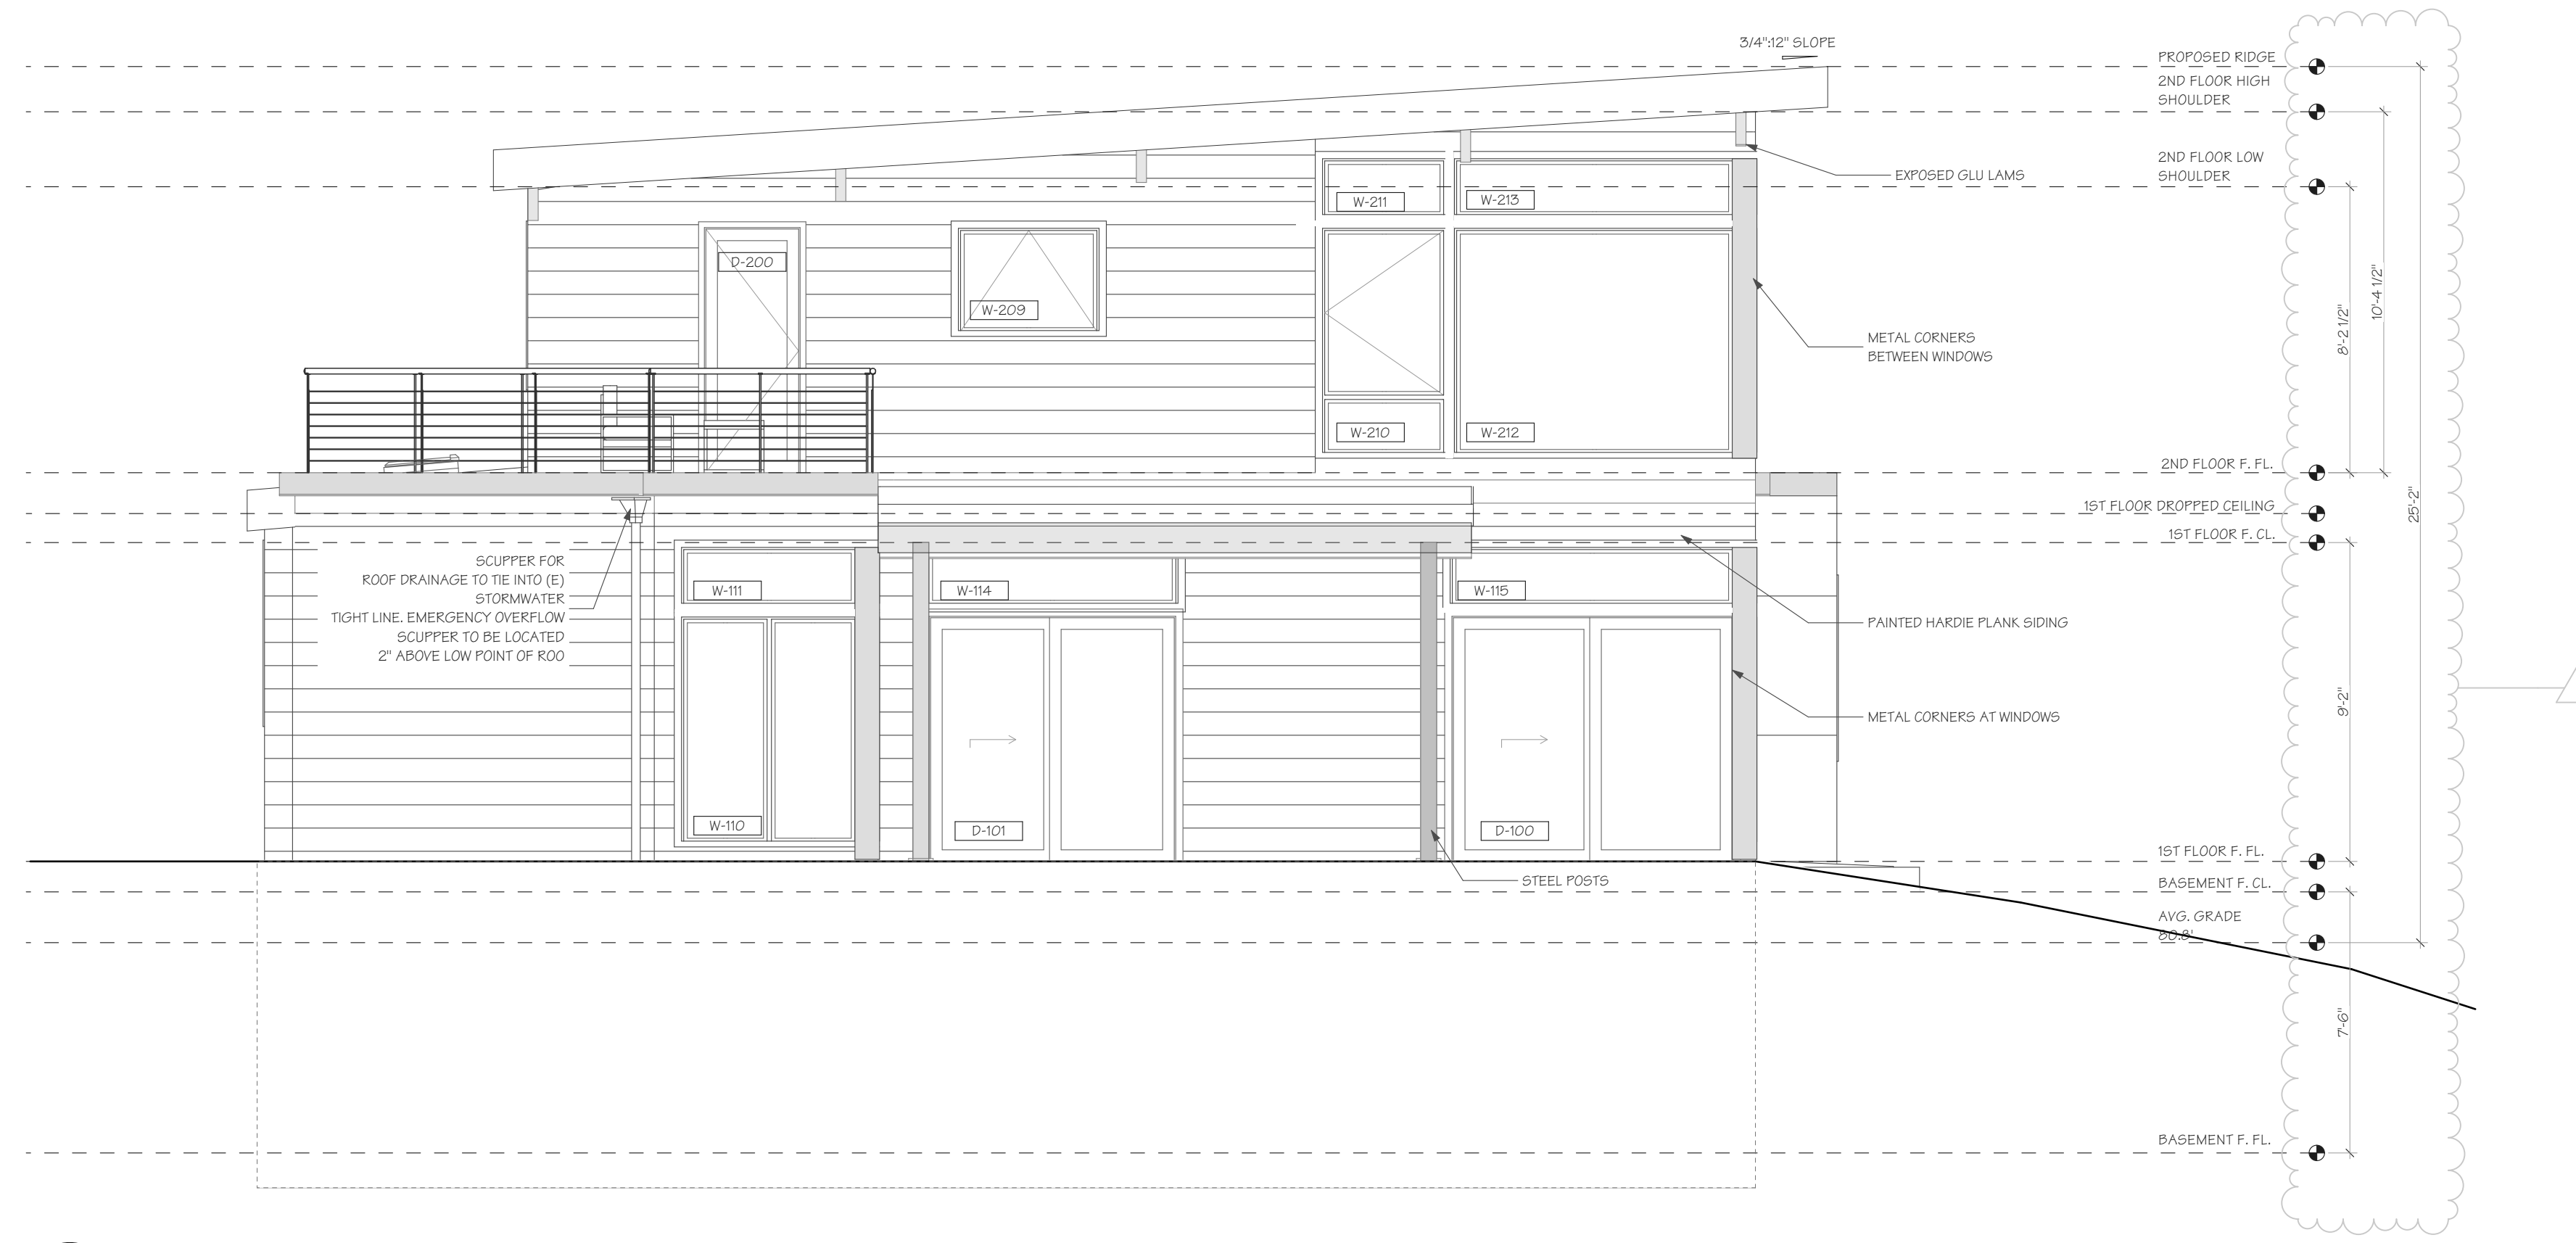 3/4":12" SLOPE
PROPOSED RIDGE
2ND FLOOR HIGH
SHOULDER
2ND FLOOR LOW
SHOULDER
EXPOSED GLU LAMS
W-211
W-213
D-200
W-209
METAL CORNERS
BETWEEN WINDOWS
8'-2 1/2"
10'-4 1/2"
W-210
W-212
2ND FLOOR F. FL.
25'-2"
1ST FLOOR DROPPED CEILING
1ST FLOOR F. CL.
SCUPPER FOR
ROOF DRAINAGE TO TIE INTO (E)
STORMWATER
TIGHT LINE. EMERGENCY OVERFLOW
SCUPPER TO BE LOCATED
2" ABOVE LOW POINT OF ROO
W-111
W-114
W-115
PAINTED HARDIE PLANK SIDING
METAL CORNERS AT WINDOWS
9'-2"
W-110
D-101
D-100
STEEL POSTS
1ST FLOOR F. FL.
BASEMENT F. CL.
AVG. GRADE
80.8'
7'-6"
BASEMENT F. FL.